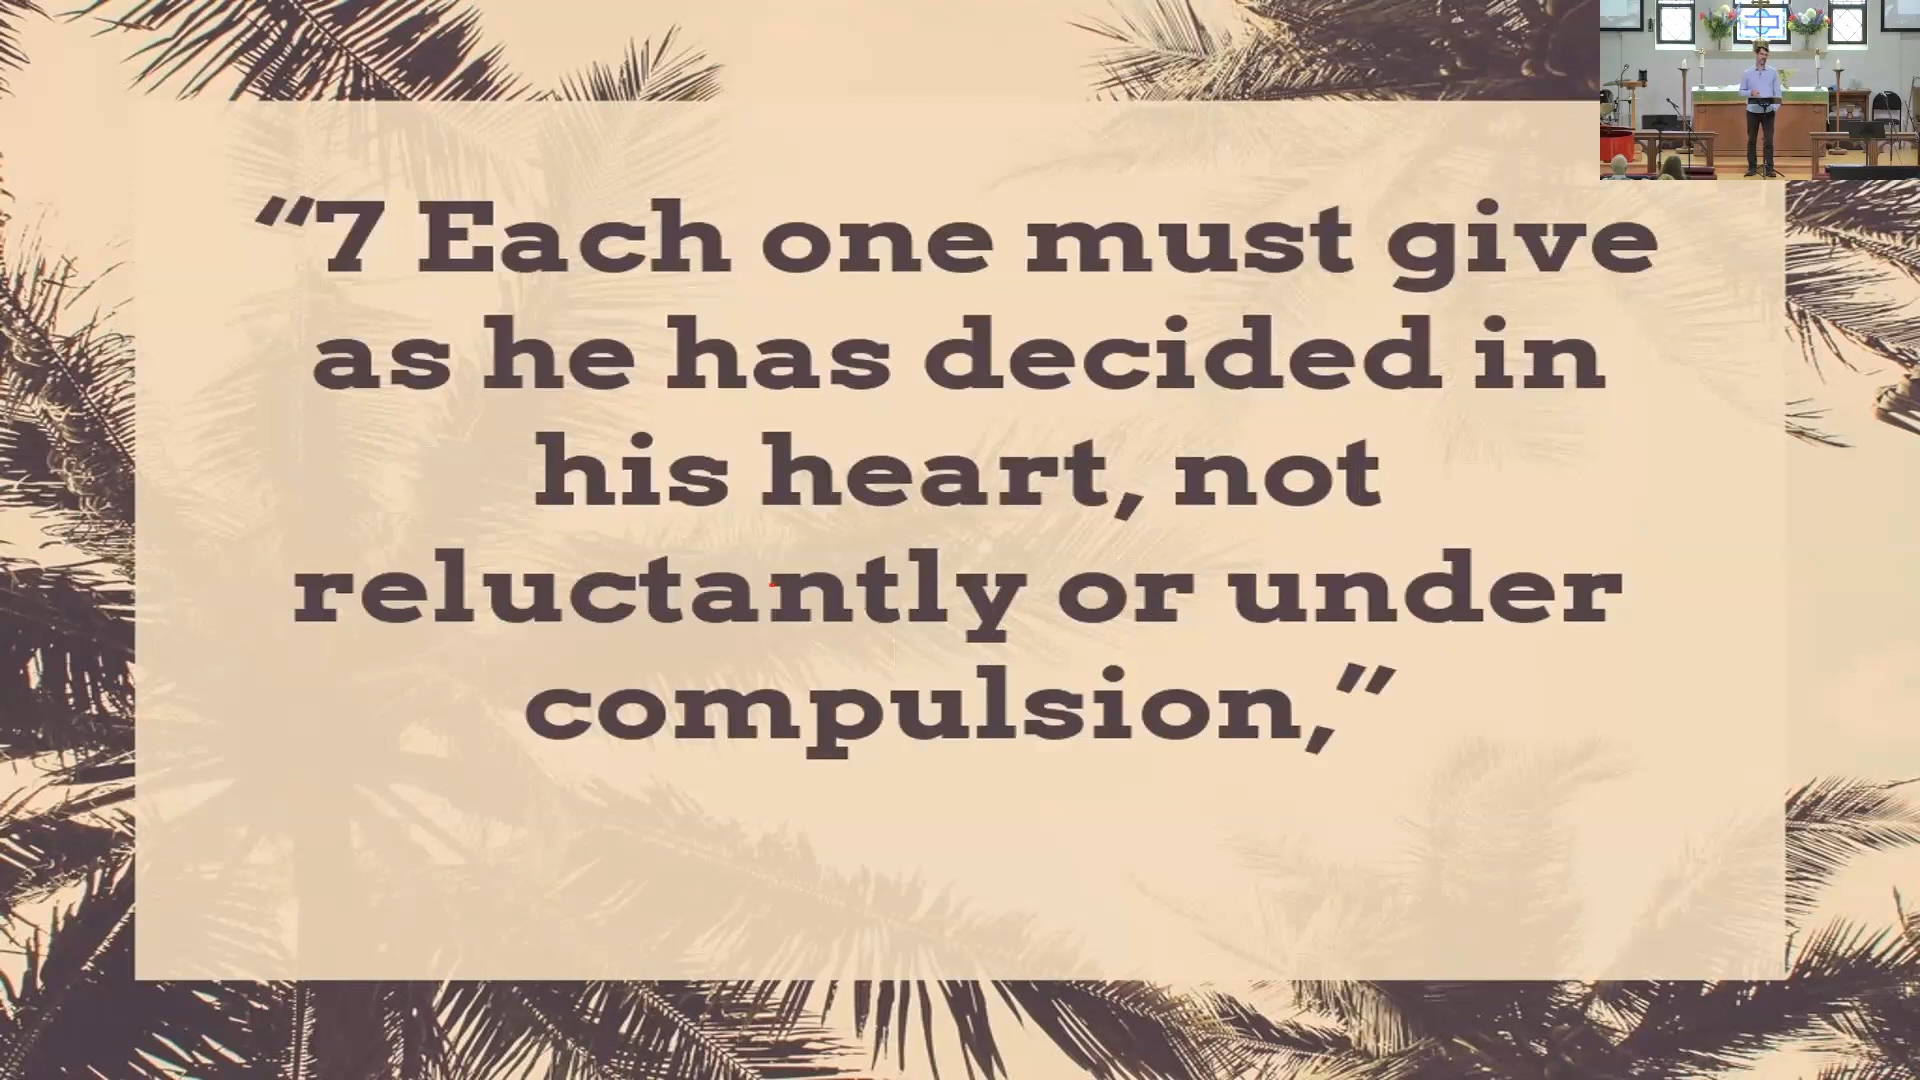 “7 Each one must give
as he has decided in
his heart, not
reluctantly or under
compulsion,”